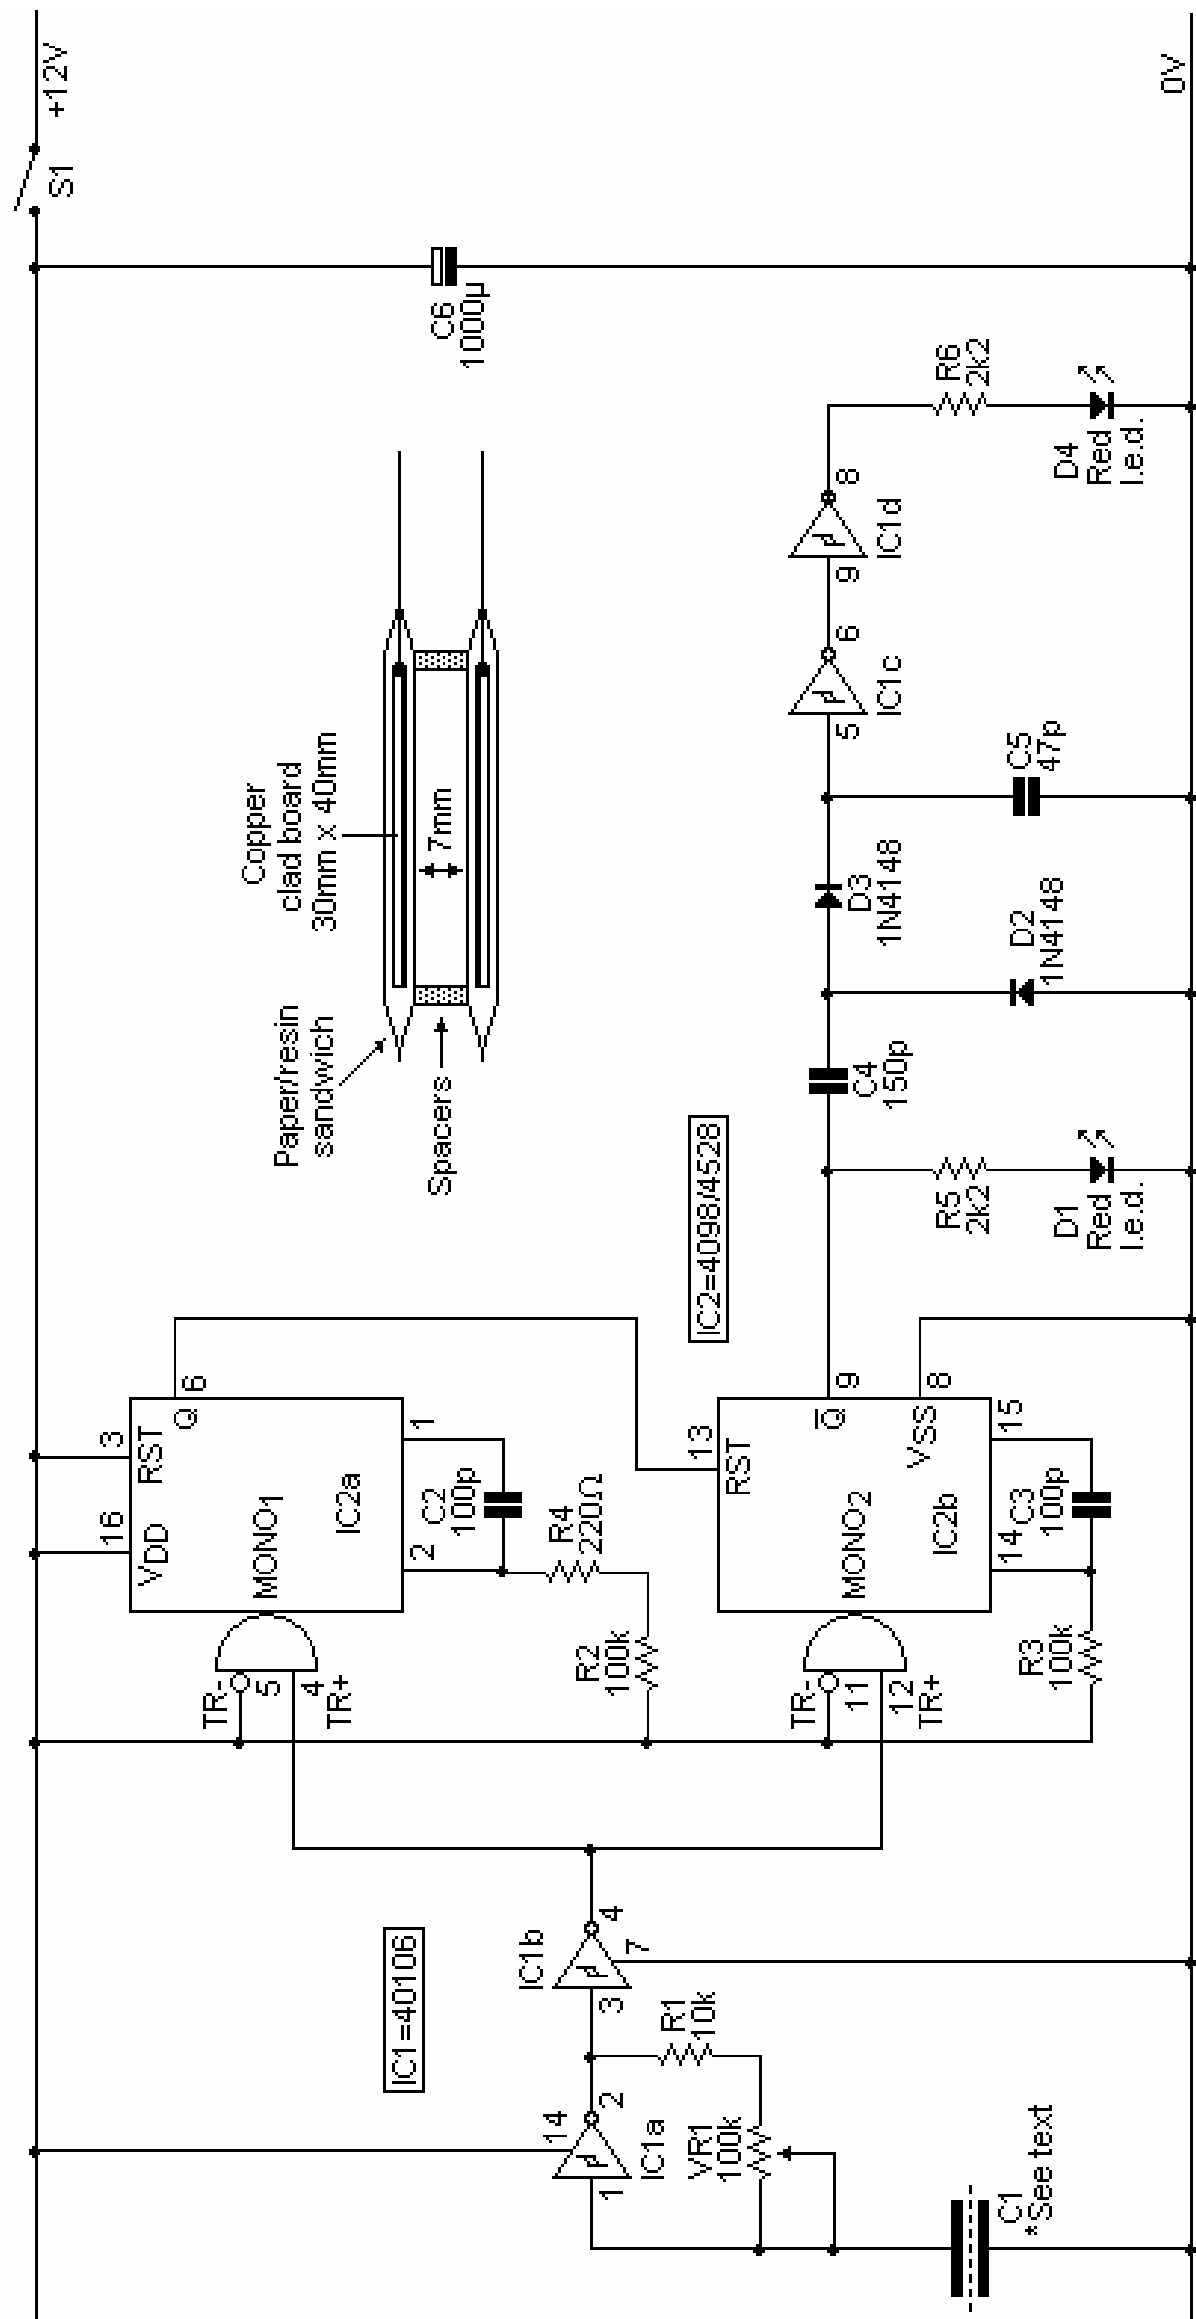 +12V
S1
0V
C6
1000µ
R6
2k2
D4
Red
l.e.d.
8
IC1d
9
6
IC1c
5
C5
47p
Copper
clad board
30mm x 40mm
7mm
Paper/resin
sandwich
Spacers
D3
1N4148
D2
1N4148
C4
150p
R5
2k2
D1
Red
l.e.d.
IC2=4098/4528
16
3
VDD
RST
Q
6
MONO1
IC2a
2
1
C2
100p
R4
220Ω
R2
100k
TR-
5
4
TR+
13
RST
Q
9
MONO2
VSS
8
IC2b
14
15
C3
100p
R3
100k
TR-
11
12
TR+
IC1=40106
IC1b
3
4
7
14
2
1
IC1a
R1
10k
VR1
100k
C1
*See text